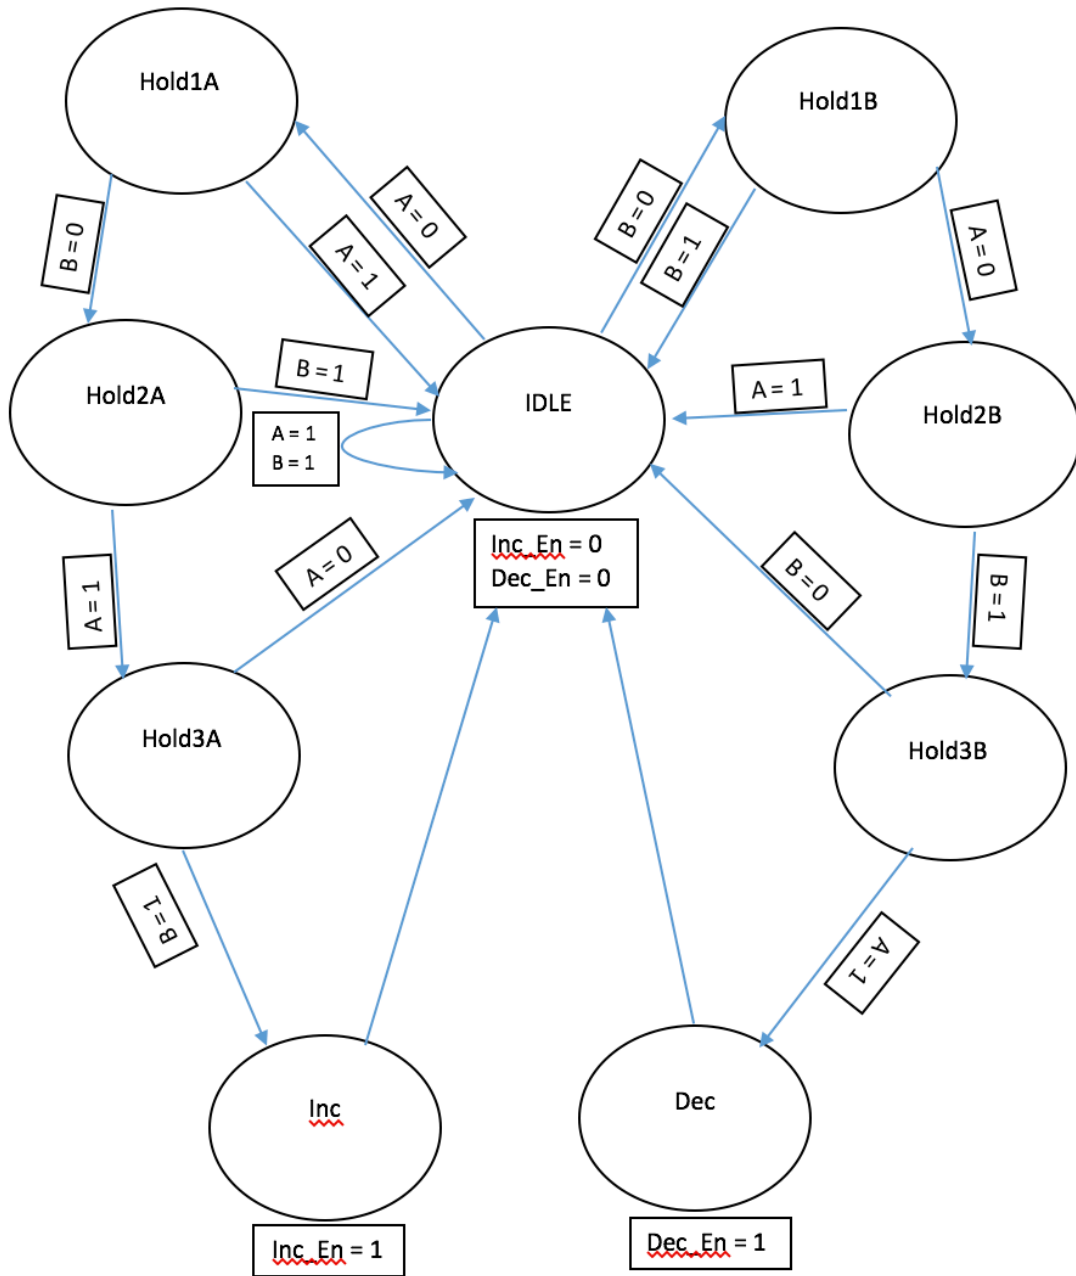 Hold1A
Hold1B
A = 0
B = 0
A = 1
B = 1
B = 0
A = 0
Hold2A
B = 1
IDLE
A = 1
Hold2B
A = 1
B = 1
Inc_En = 0
Dec_En = 0
A = 0
B = 0
A = 1
B = 1
Hold3A
Hold3B
B = 1
A = 1
Inc
Dec
Inc_En = 1
Dec_En = 1